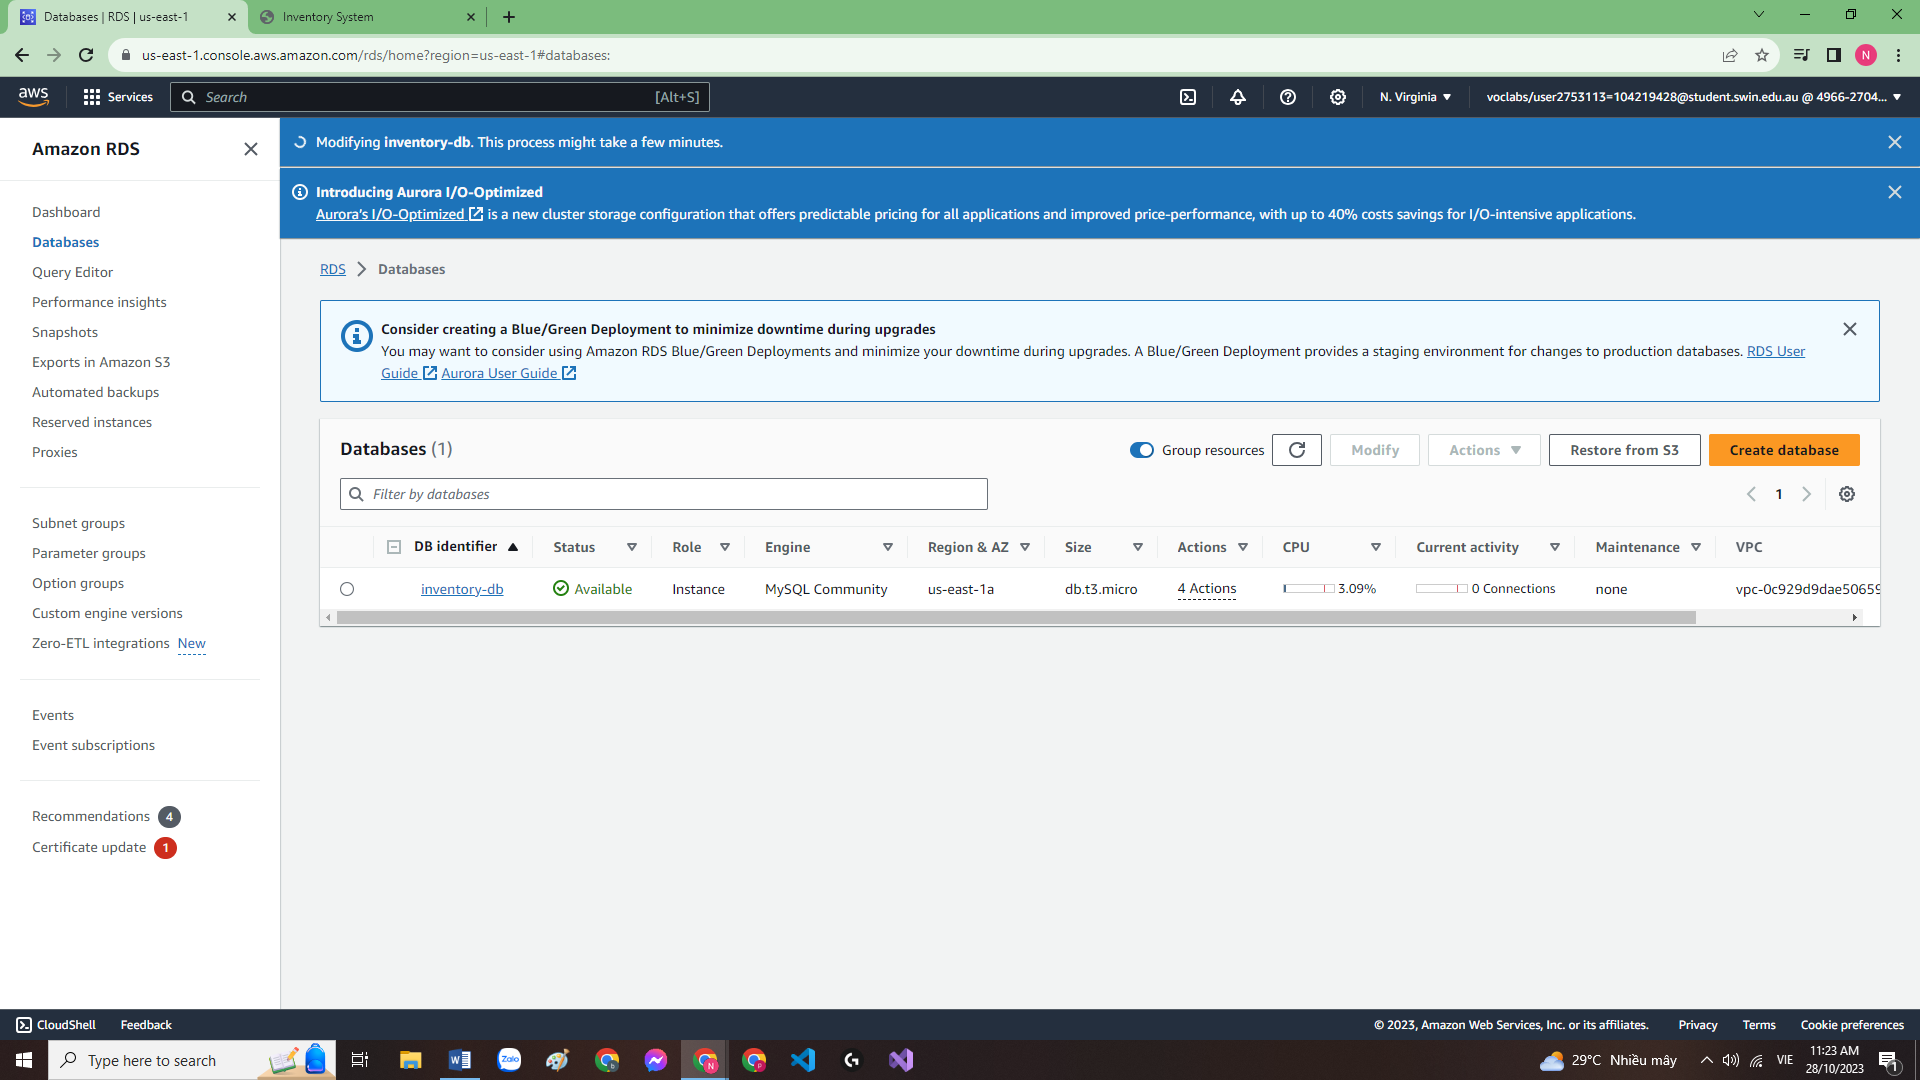 Databases | RDS | us-east-1
Inventory System
us-east-1.console.aws.amazon.com/rds/home?region=us-east-1#databases:
N
aws
Services
Search
[Alt+S]
N. Virginia
voclabs/user2753113=104219428@student.swin.edu.au @ 4966-2704...
Amazon RDS
Dashboard
Databases
Query Editor
Performance insights
Snapshots
Exports in Amazon S3
Automated backups
Reserved instances
Proxies
Subnet groups
Parameter groups
Option groups
Custom engine versions
Zero-ETL integrations New
Events
Event subscriptions
Recommendations 4
Certificate update 1
Modifying inventory-db. This process might take a few minutes.
Introducing Aurora I/O-Optimized
Aurora's I/O-Optimized is a new cluster storage configuration that offers predictable pricing for all applications and improved price-performance, with up to 40% costs savings for I/O-intensive applications.
RDS > Databases
Consider creating a Blue/Green Deployment to minimize downtime during upgrades
You may want to consider using Amazon RDS Blue/Green Deployments and minimize your downtime during upgrades. A Blue/Green Deployment provides a staging environment for changes to production databases. RDS User
Guide Aurora User Guide
Databases (1)
Group resources
Modify
Actions
Restore from S3
Create database
Filter by databases
1
DB identifier Status Role Engine Region & AZ Size Actions CPU Current activity Maintenance VPC
inventory-db Available Instance MySQL Community us-east-1a db.t3.micro 4 Actions 3.09% 0 Connections none vpc-0c929d9dae50659
CloudShell
Feedback
© 2023, Amazon Web Services, Inc. or its affiliates.
Privacy
Terms
Cookie preferences
Type here to search
Zalo
29°C Nhiều mây
VIE
11:23 AM
28/10/2023
1